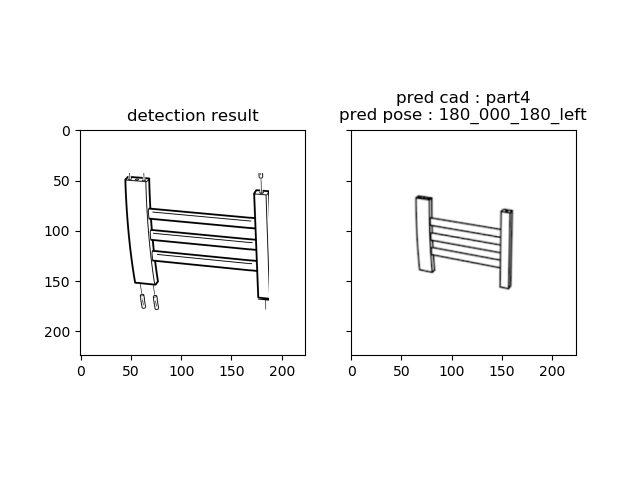 detection result
pred cad : part4
pred pose : 180_000_180_left
0
50
100
150
200
0 50 100 150 200
0 50 100 150 200